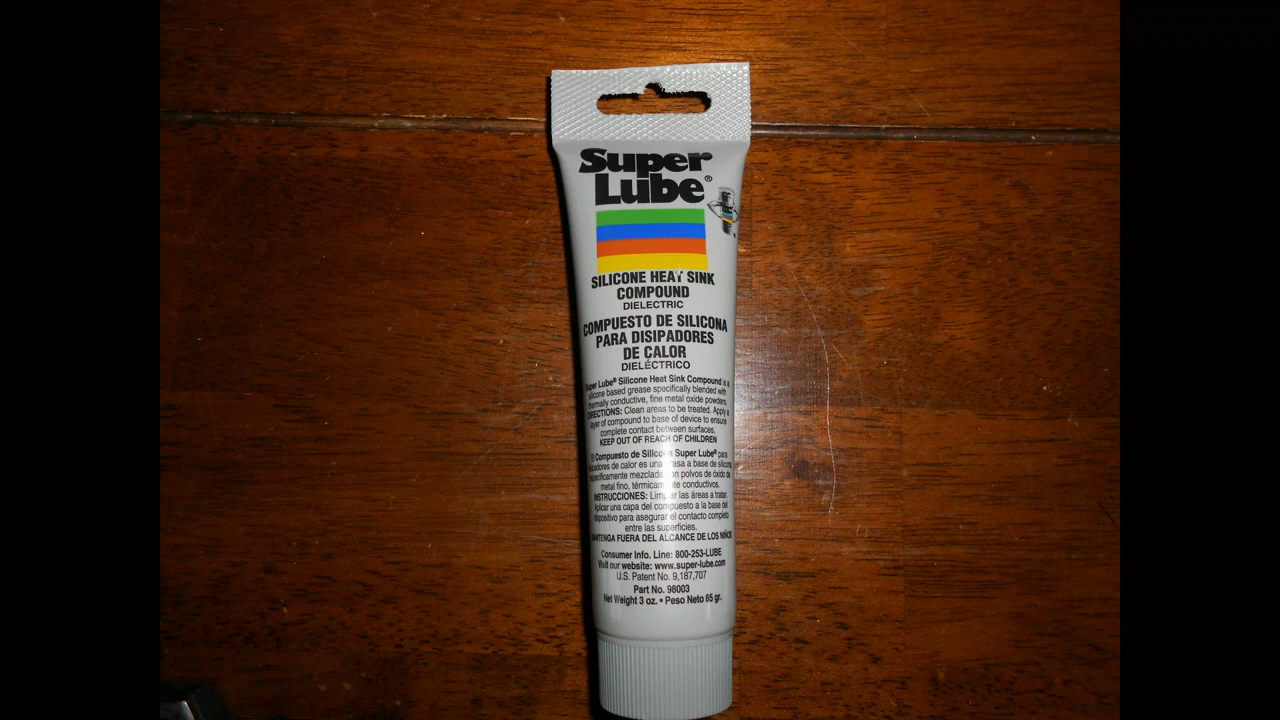 Super
Lube®
SILICONE HEAT SINK
COMPOUND
DIELECTRIC
COMPUESTO DE SILICONA
PARA DISIPADORES
DE CALOR
DIELÉCTRICO
Super Lube® Silicone Heat Sink Compound is a
silicone based grease specifically blended with
thermally conductive, fine metal oxide powders.
DIRECTIONS: Clean areas to be treated. Apply a
layer of compound to base of device to ensure
complete contact between surfaces.
KEEP OUT OF REACH OF CHILDREN
El Compuesto de Silicona Super Lube® para
disipadores de calor es una grasa a base de silicona
específicamente mezclada con polvos de óxido de
metal fino, térmicamente conductivos.
INSTRUCCIONES: Limpiar las áreas a tratar.
Aplicar una capa del compuesto a la base del
dispositivo para asegurar el contacto completo
entre las superficies.
MANTENGA FUERA DEL ALCANCE DE LOS NIÑOS
Consumer Info. Line: 800-253-LUBE
Visit our website: www.super-lube.com
U.S. Patent No. 9,187,707
Part No. 98003
Net Weight 3 oz. • Peso Neto 85 gr.